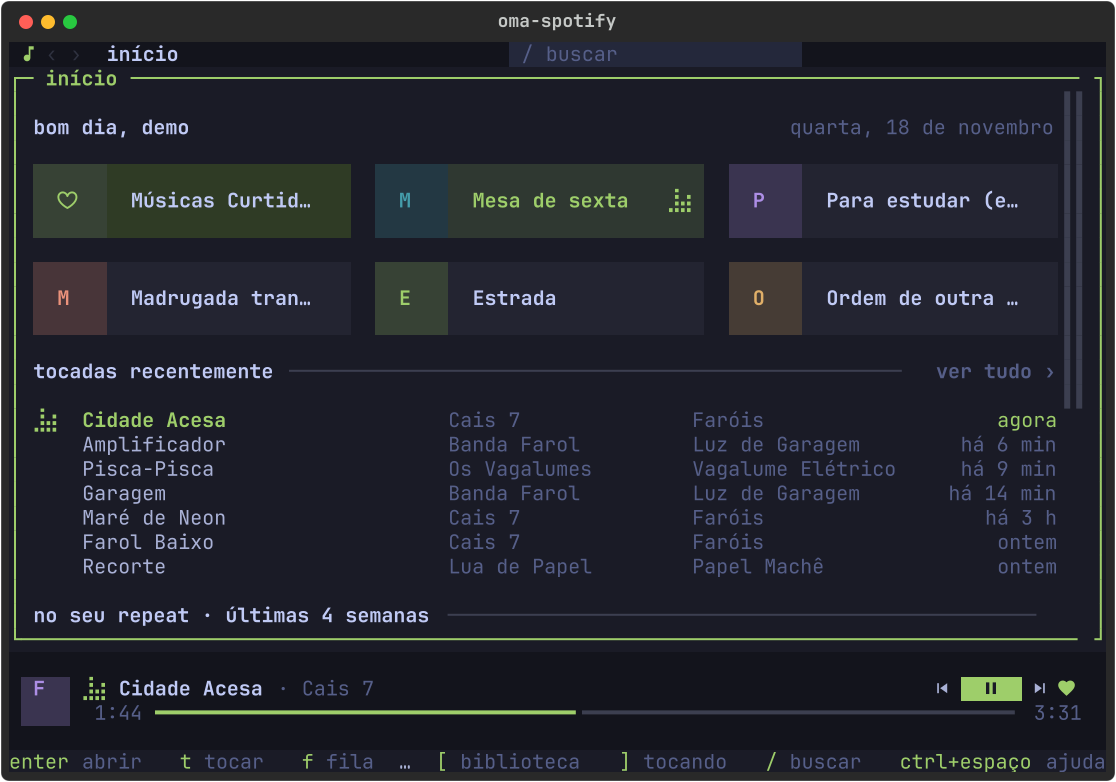 oma-spotify
♪ ‹ › início / buscar
início
bom dia, demo quarta, 18 de novembro
♡ Músicas Curtid… M Mesa de sexta P Para estudar (e…
M Madrugada tran… E Estrada O Ordem de outra …
tocadas recentemente ver tudo ›
Cidade Acesa Cais 7 Faróis agora
Amplificador Banda Farol Luz de Garagem há 6 min
Pisca-Pisca Os Vagalumes Vagalume Elétrico há 9 min
Garagem Banda Farol Luz de Garagem há 14 min
Maré de Neon Cais 7 Faróis há 3 h
Farol Baixo Cais 7 Faróis ontem
Recorte Lua de Papel Papel Machê ontem
no seu repeat · últimas 4 semanas
F Cidade Acesa · Cais 7
1:44 3:31
enter abrir t tocar f fila … [ biblioteca ] tocando / buscar ctrl+espaço ajuda